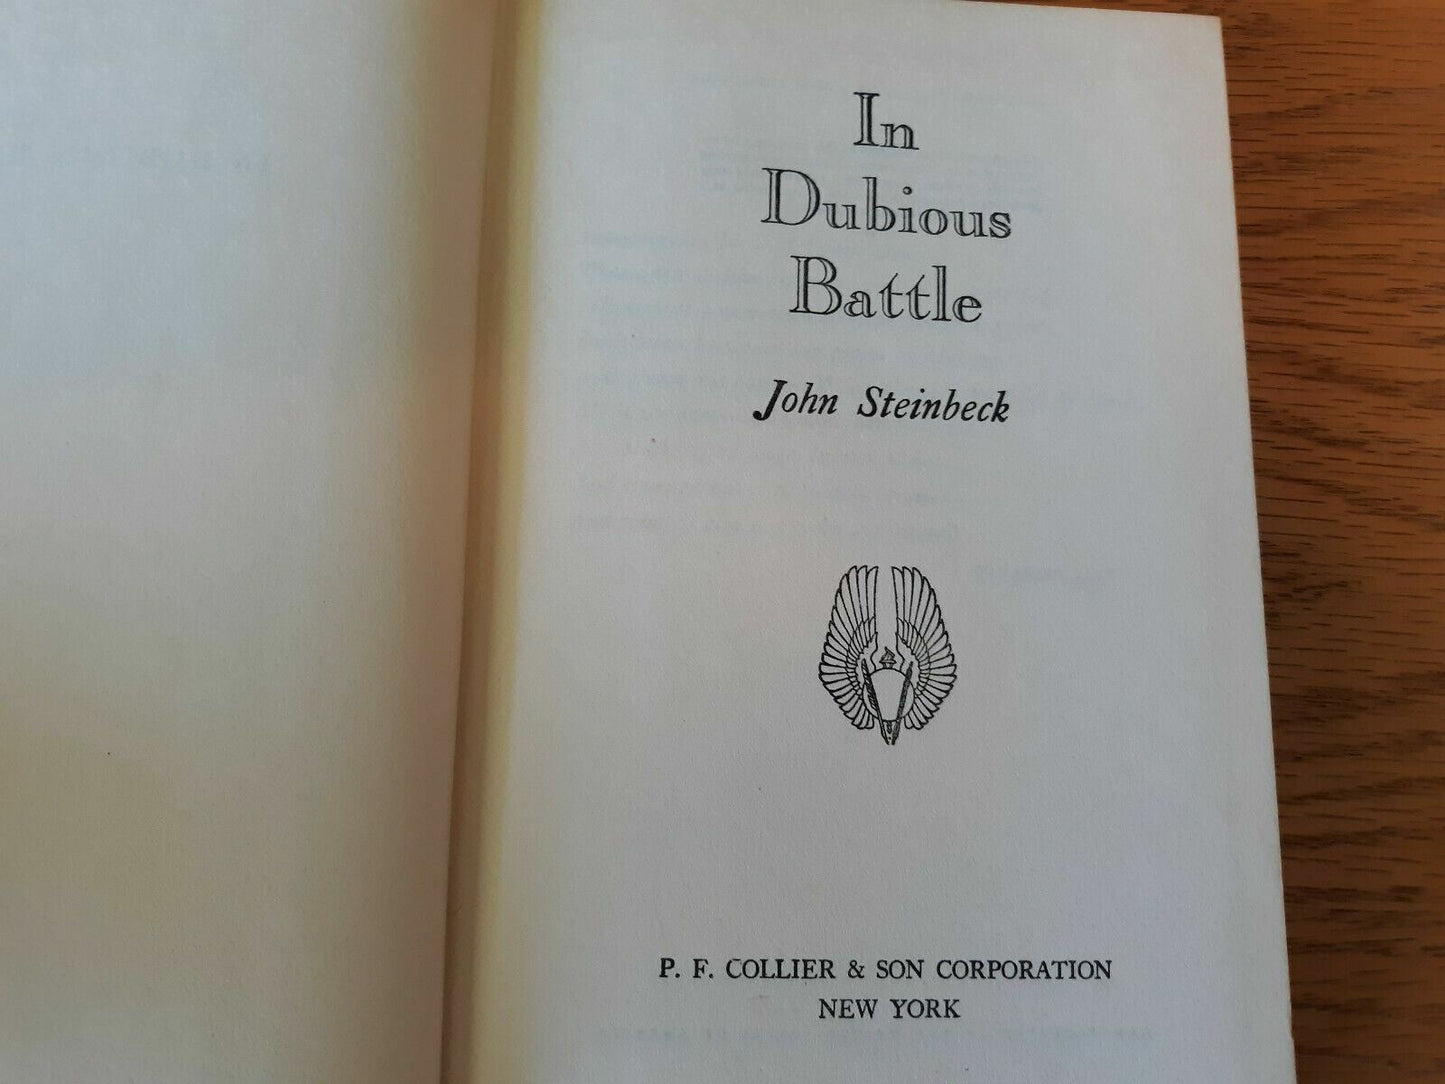 In
Dubious
Battle
John Steinbeck
P. F. COLLIER & SON CORPORATION
NEW YORK